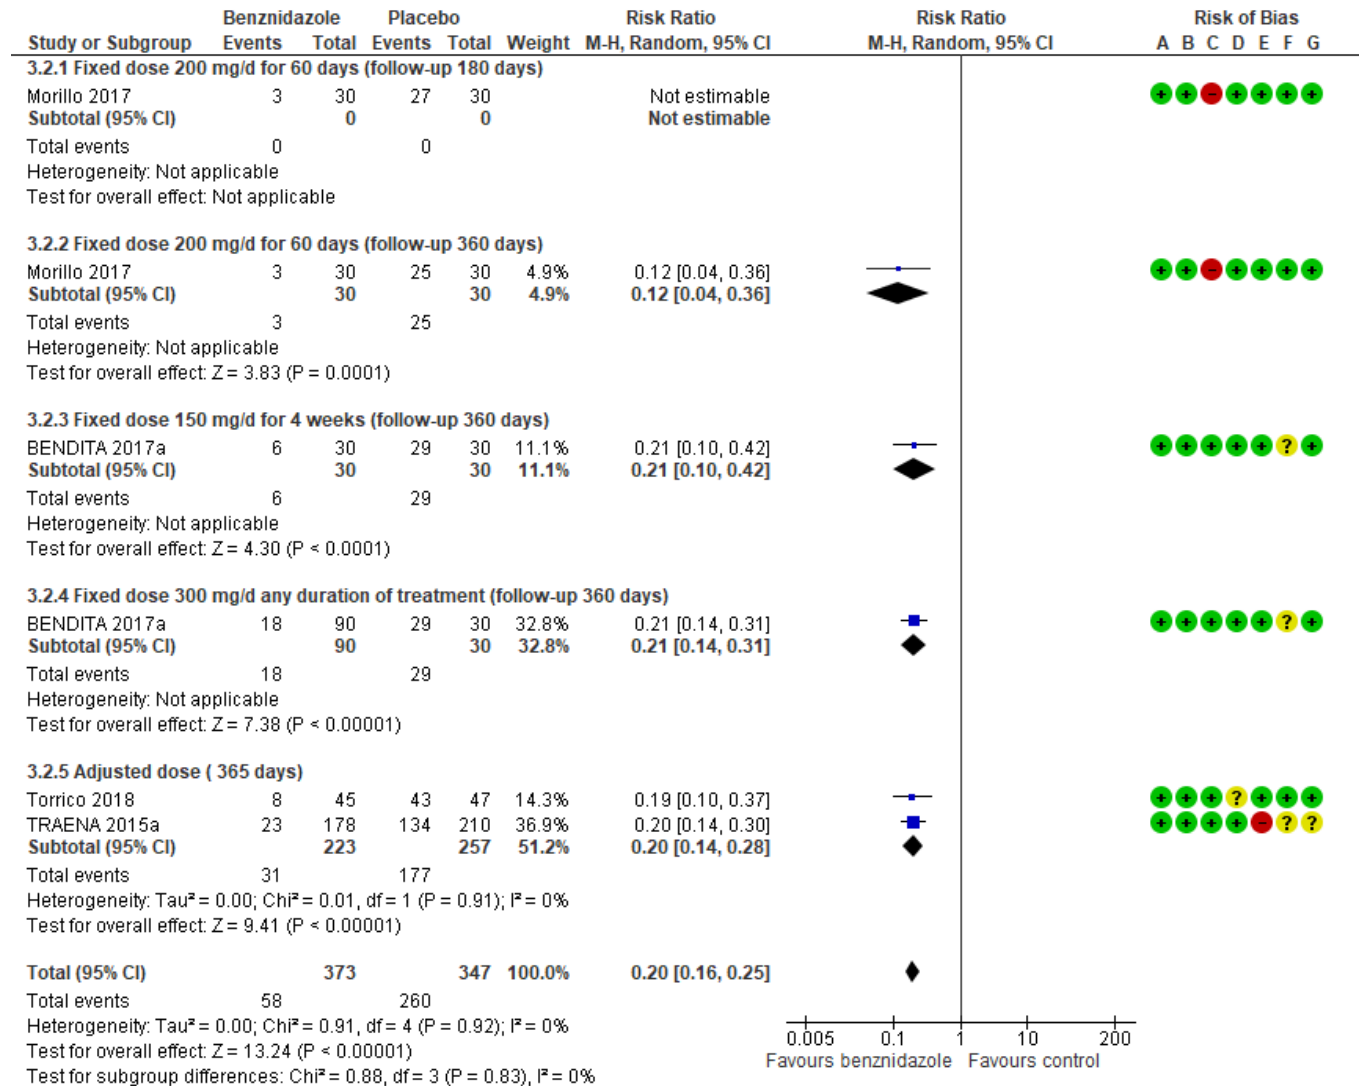 Benznidazole Placebo Risk Ratio Risk Ratio Risk of Bias
Study or Subgroup Events Total Events Total Weight M-H, Random, 95% CI M-H, Random, 95% CI A B C D E F G
3.2.1 Fixed dose 200 mg/d for 60 days (follow-up 180 days)
Morillo 2017 3 30 27 30 Not estimable + + - + + + +
Subtotal (95% CI) 0 0 Not estimable
Total events 0 0
Heterogeneity: Not applicable
Test for overall effect: Not applicable
3.2.2 Fixed dose 200 mg/d for 60 days (follow-up 360 days)
Morillo 2017 3 30 25 30 4.9% 0.12 [0.04, 0.36] + + - + + + +
Subtotal (95% CI) 30 30 4.9% 0.12 [0.04, 0.36]
Total events 3 25
Heterogeneity: Not applicable
Test for overall effect: Z = 3.83 (P = 0.0001)
3.2.3 Fixed dose 150 mg/d for 4 weeks (follow-up 360 days)
BENDITA 2017a 6 30 29 30 11.1% 0.21 [0.10, 0.42] + + + + + ? +
Subtotal (95% CI) 30 30 11.1% 0.21 [0.10, 0.42]
Total events 6 29
Heterogeneity: Not applicable
Test for overall effect: Z = 4.30 (P < 0.0001)
3.2.4 Fixed dose 300 mg/d any duration of treatment (follow-up 360 days)
BENDITA 2017a 18 90 29 30 32.8% 0.21 [0.14, 0.31] + + + + + ? +
Subtotal (95% CI) 90 30 32.8% 0.21 [0.14, 0.31]
Total events 18 29
Heterogeneity: Not applicable
Test for overall effect: Z = 7.38 (P < 0.00001)
3.2.5 Adjusted dose ( 365 days)
Torrico 2018 8 45 43 47 14.3% 0.19 [0.10, 0.37] + + + ? + + +
TRAENA 2015a 23 178 134 210 36.9% 0.20 [0.14, 0.30] + + + + - ? ?
Subtotal (95% CI) 223 257 51.2% 0.20 [0.14, 0.28]
Total events 31 177
Heterogeneity: Tau² = 0.00; Chi² = 0.01, df = 1 (P = 0.91); I² = 0%
Test for overall effect: Z = 9.41 (P < 0.00001)
Total (95% CI) 373 347 100.0% 0.20 [0.16, 0.25]
Total events 58 260
Heterogeneity: Tau² = 0.00; Chi² = 0.91, df = 4 (P = 0.92); I² = 0%
Test for overall effect: Z = 13.24 (P < 0.00001)
Test for subgroup differences: Chi² = 0.88, df = 3 (P = 0.83), I² = 0%
0.005 0.1 1 10 200
Favours benznidazole Favours control